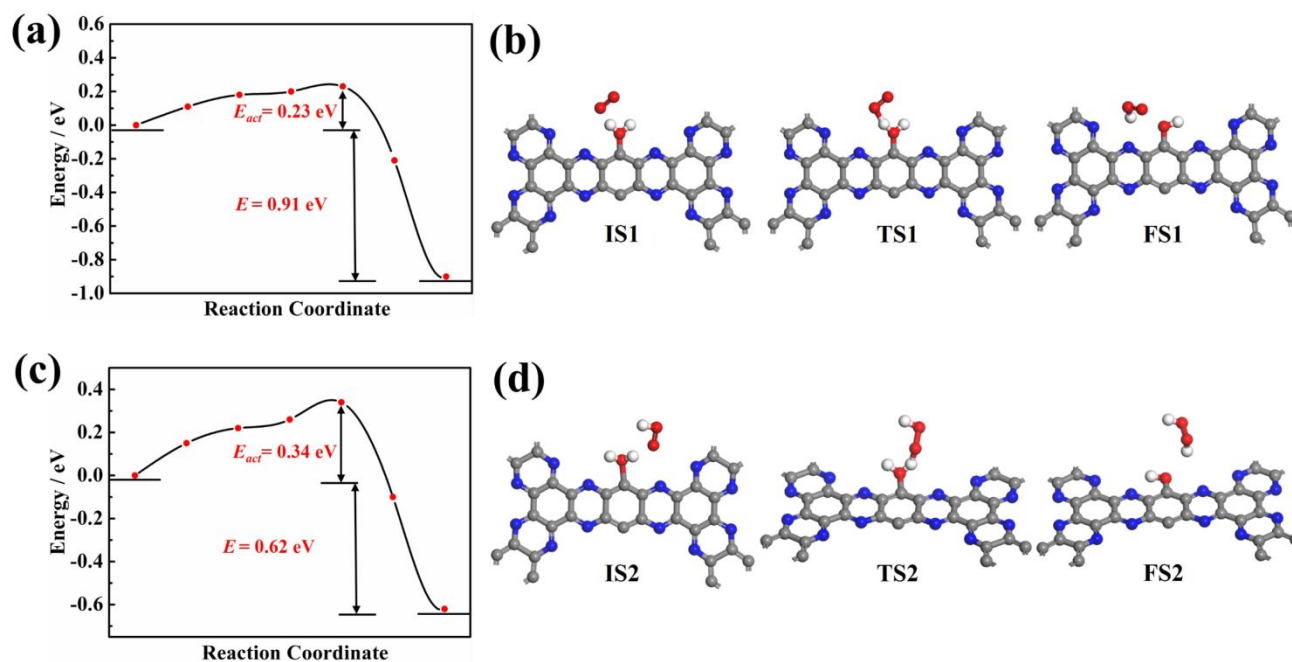 (a)
0.6
0.4
0.2
0.0
-0.2
-0.4
-0.6
-0.8
-1.0
Energy / eV
Eact= 0.23 eV
E = 0.91 eV
Reaction Coordinate
(b)
IS1
TS1
FS1
(c)
0.4
0.2
0.0
-0.2
-0.4
-0.6
Energy / eV
Eact= 0.34 eV
E = 0.62 eV
Reaction Coordinate
(d)
IS2
TS2
FS2